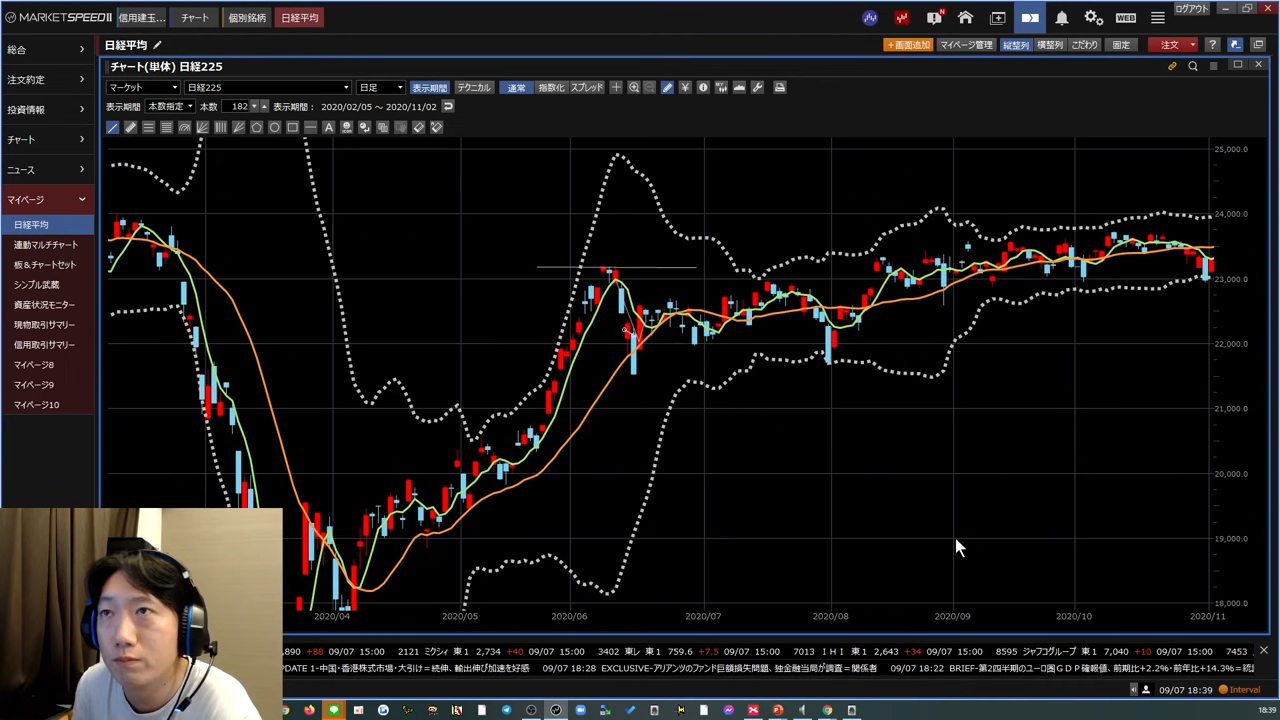 MARKETSPEED II 信用建玉... チャート 個別銘柄 日経平均 N WEB ログアウト
総合
注文約定
投資情報
チャート
ニュース
マイページ
日経平均
連動マルチチャート
板&チャートセット
シンプル武蔵
資産状況モニター
現物取引サマリー
信用取引サマリー
マイページ8
マイページ9
マイページ10
日経平均 +画面追加 マイページ管理 縦整列 横整列 こだわり 固定 注文 ?
チャート(単体) 日経225
マーケット 日経225 日足 表示期間 テクニカル 通常 指数化 スプレッド
表示期間 本数指定 本数 182 表示期間: 2020/02/05 ~ 2020/11/02
A
25,000.0
24,000.0
23,000.0
22,000.0
21,000.0
20,000.0
19,000.0
18,000.0
2020/04 2020/05 2020/06 2020/07 2020/08 2020/09 2020/10 2020/11
,890 +88 09/07 15:00 2121 ミクシィ 東1 2,734 +40 09/07 15:00 3402 東レ 東1 759.6 +7.5 09/07 15:00 7013 IHI 東1 2,643 +34 09/07 15:00 8595 ジャフコグループ 東1 7,040 +10 09/07 15:00 7453
PDATE 1-中国・香港株式市場・大引け=続伸、輸出伸び加速を好感 09/07 18:28 EXCLUSIVE-アリアンツのファンド巨額損失問題、独金融当局が調査=関係者 09/07 18:22 BRIEF-第2四半期のユーロ圏GDP確報値、前期比+2.2%・前年比+14.3%=統
09/07 18:39 Interval
18:39